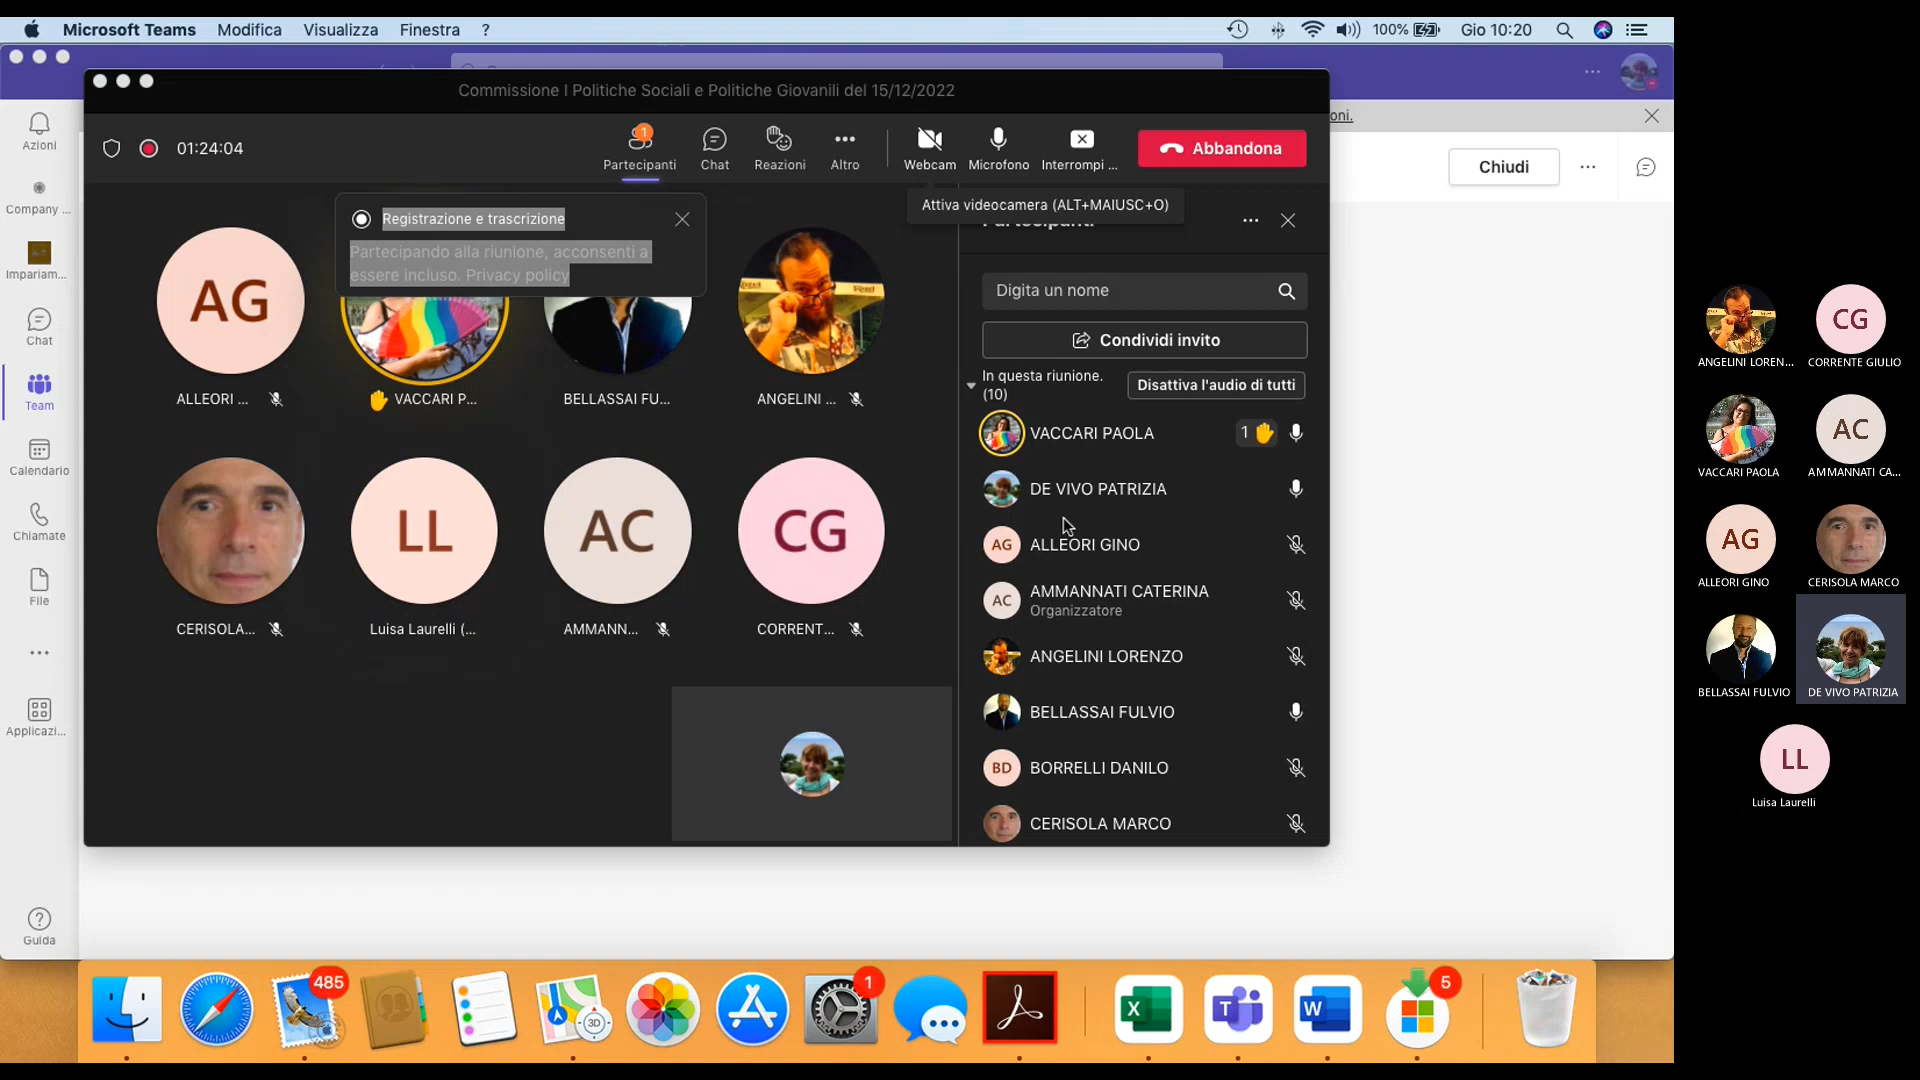 Microsoft Teams Modifica Visualizza Finestra ? 100% Gio 10:20
Commissione I Politiche Sociali e Politiche Giovanili del 15/12/2022
oni.
01:24:04
1
Partecipanti Chat Reazioni Altro Webcam Microfono Interrompi ... Abbandona
Chiudi
Attiva videocamera (ALT+MAIUSC+O)
Registrazione e trascrizione
Partecipando alla riunione, acconsenti a
essere incluso. Privacy policy
Partecipanti
Digita un nome
Condividi invito
In questa riunione.
(10)
Disattiva l'audio di tutti
VACCARI PAOLA 1
DE VIVO PATRIZIA
AG ALLEORI GINO
AC AMMANNATI CATERINA
Organizzatore
ANGELINI LORENZO
BELLASSAI FULVIO
BD BORRELLI DANILO
CERISOLA MARCO
AG
ALLEORI ... VACCARI P... BELLASSAI FU... ANGELINI ...
LL AC CG
CERISOLA... Luisa Laurelli (... AMMANN... CORRENT...
Azioni
Company ...
Impariam...
Chat
Team
Calendario
Chiamate
File
Applicazi...
Guida
CG
ANGELINI LOREN... CORRENTE GIULIO
AC
VACCARI PAOLA AMMANNATI CA...
AG
ALLEORI GINO CERISOLA MARCO
BELLASSAI FULVIO DE VIVO PATRIZIA
LL
Luisa Laurelli
485
3D
1
X
T
W
5